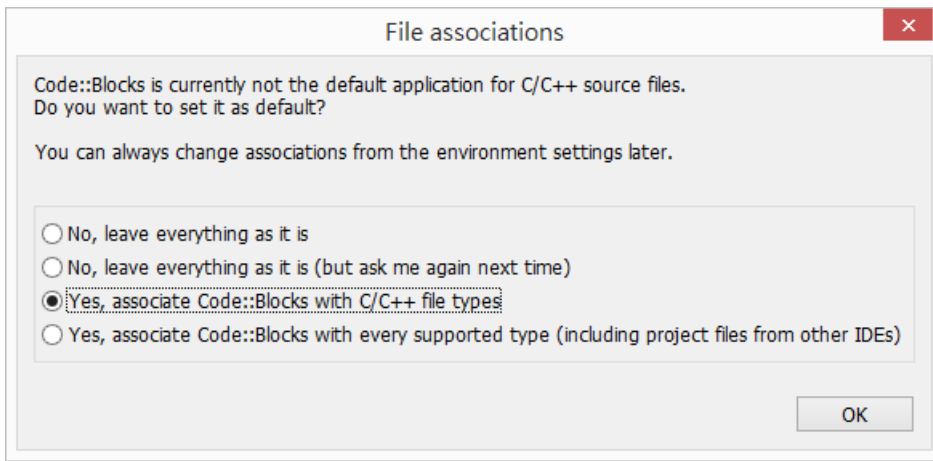 File associations
Code::Blocks is currently not the default application for C/C++ source files.
Do you want to set it as default?
You can always change associations from the environment settings later.
No, leave everything as it is
No, leave everything as it is (but ask me again next time)
Yes, associate Code::Blocks with C/C++ file types
Yes, associate Code::Blocks with every supported type (including project files from other IDEs)
OK